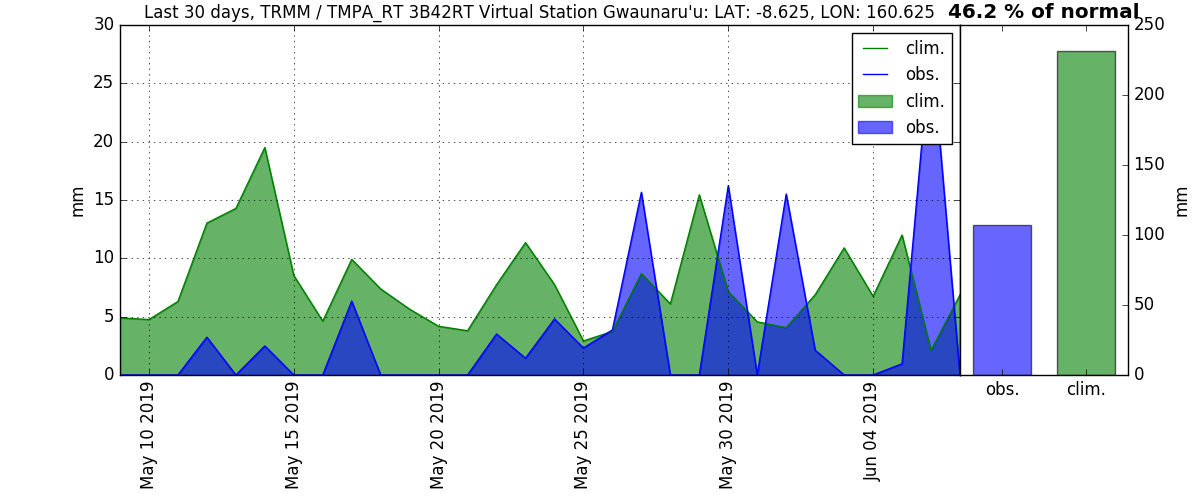 Last 30 days, TRMM / TMPA_RT 3B42RT Virtual Station Gwaunaru'u: LAT: -8.625, LON: 160.625
46.2 % of normal
30
25
20
15
10
5
0
mm
clim.
obs.
clim.
obs.
May 10 2019
May 15 2019
May 20 2019
May 25 2019
May 30 2019
Jun 04 2019
250
200
150
100
50
0
mm
obs.
clim.